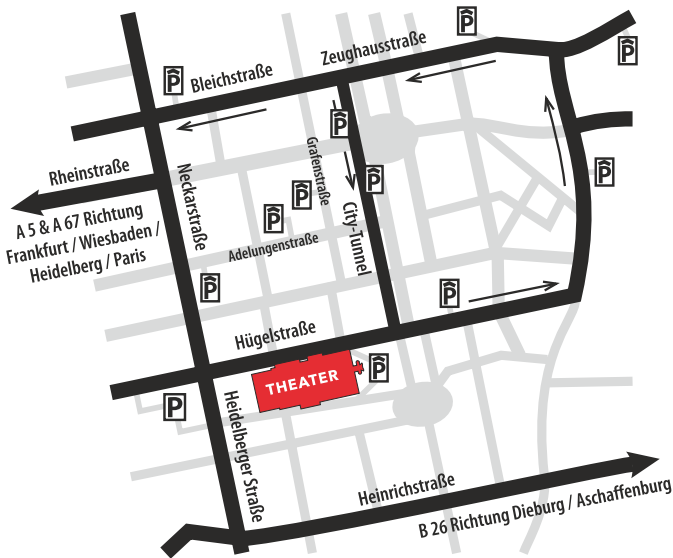 P
Zeughausstraße
P
Bleichstraße
P
P
Rheinstraße
Grafenstraße
P
P
Neckarstraße
P
A 5 & A 67 Richtung
Frankfurt / Wiesbaden /
Heidelberg / Paris
P
City-Tunnel
Adelungenstraße
P
P
Hügelstraße
THEATER
P
P
Heidelberger Straße
Heinrichstraße
B 26 Richtung Dieburg / Aschaffenburg